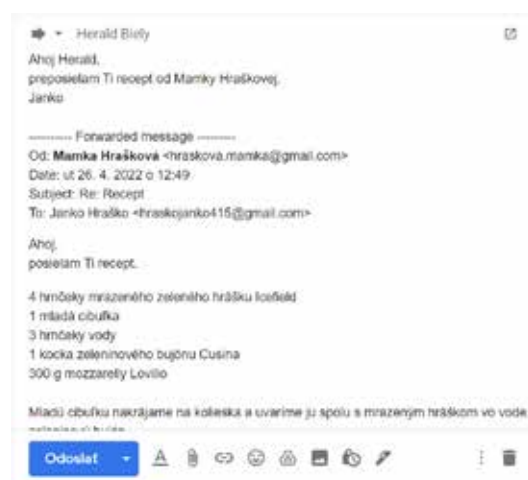 Herald Biely
Ahoj Herald,
preposielam Ti recept od Mamky Hraškovej.
Janko
---------- Forwarded message ---------
Od: Mamka Hrašková <hraskova.mamka@gmail.com>
Date: ut 26. 4. 2022 o 12:49
Subject: Re: Recept
To: Janko Hraško <hraskojanko415@gmail.com>
Ahoj,
posielam Ti recept.
4 hrnčeky mrazeného zeleného hrášku Icefield
1 mladá cibuľka
3 hrnčeky vody
1 kocka zeleninového bujónu Cusina
300 g mozzarelly Lovilio
Mladú cibuľku nakrájame na kolieska a uvaríme ju spolu s mrazeným hráškom vo vode
Odoslať